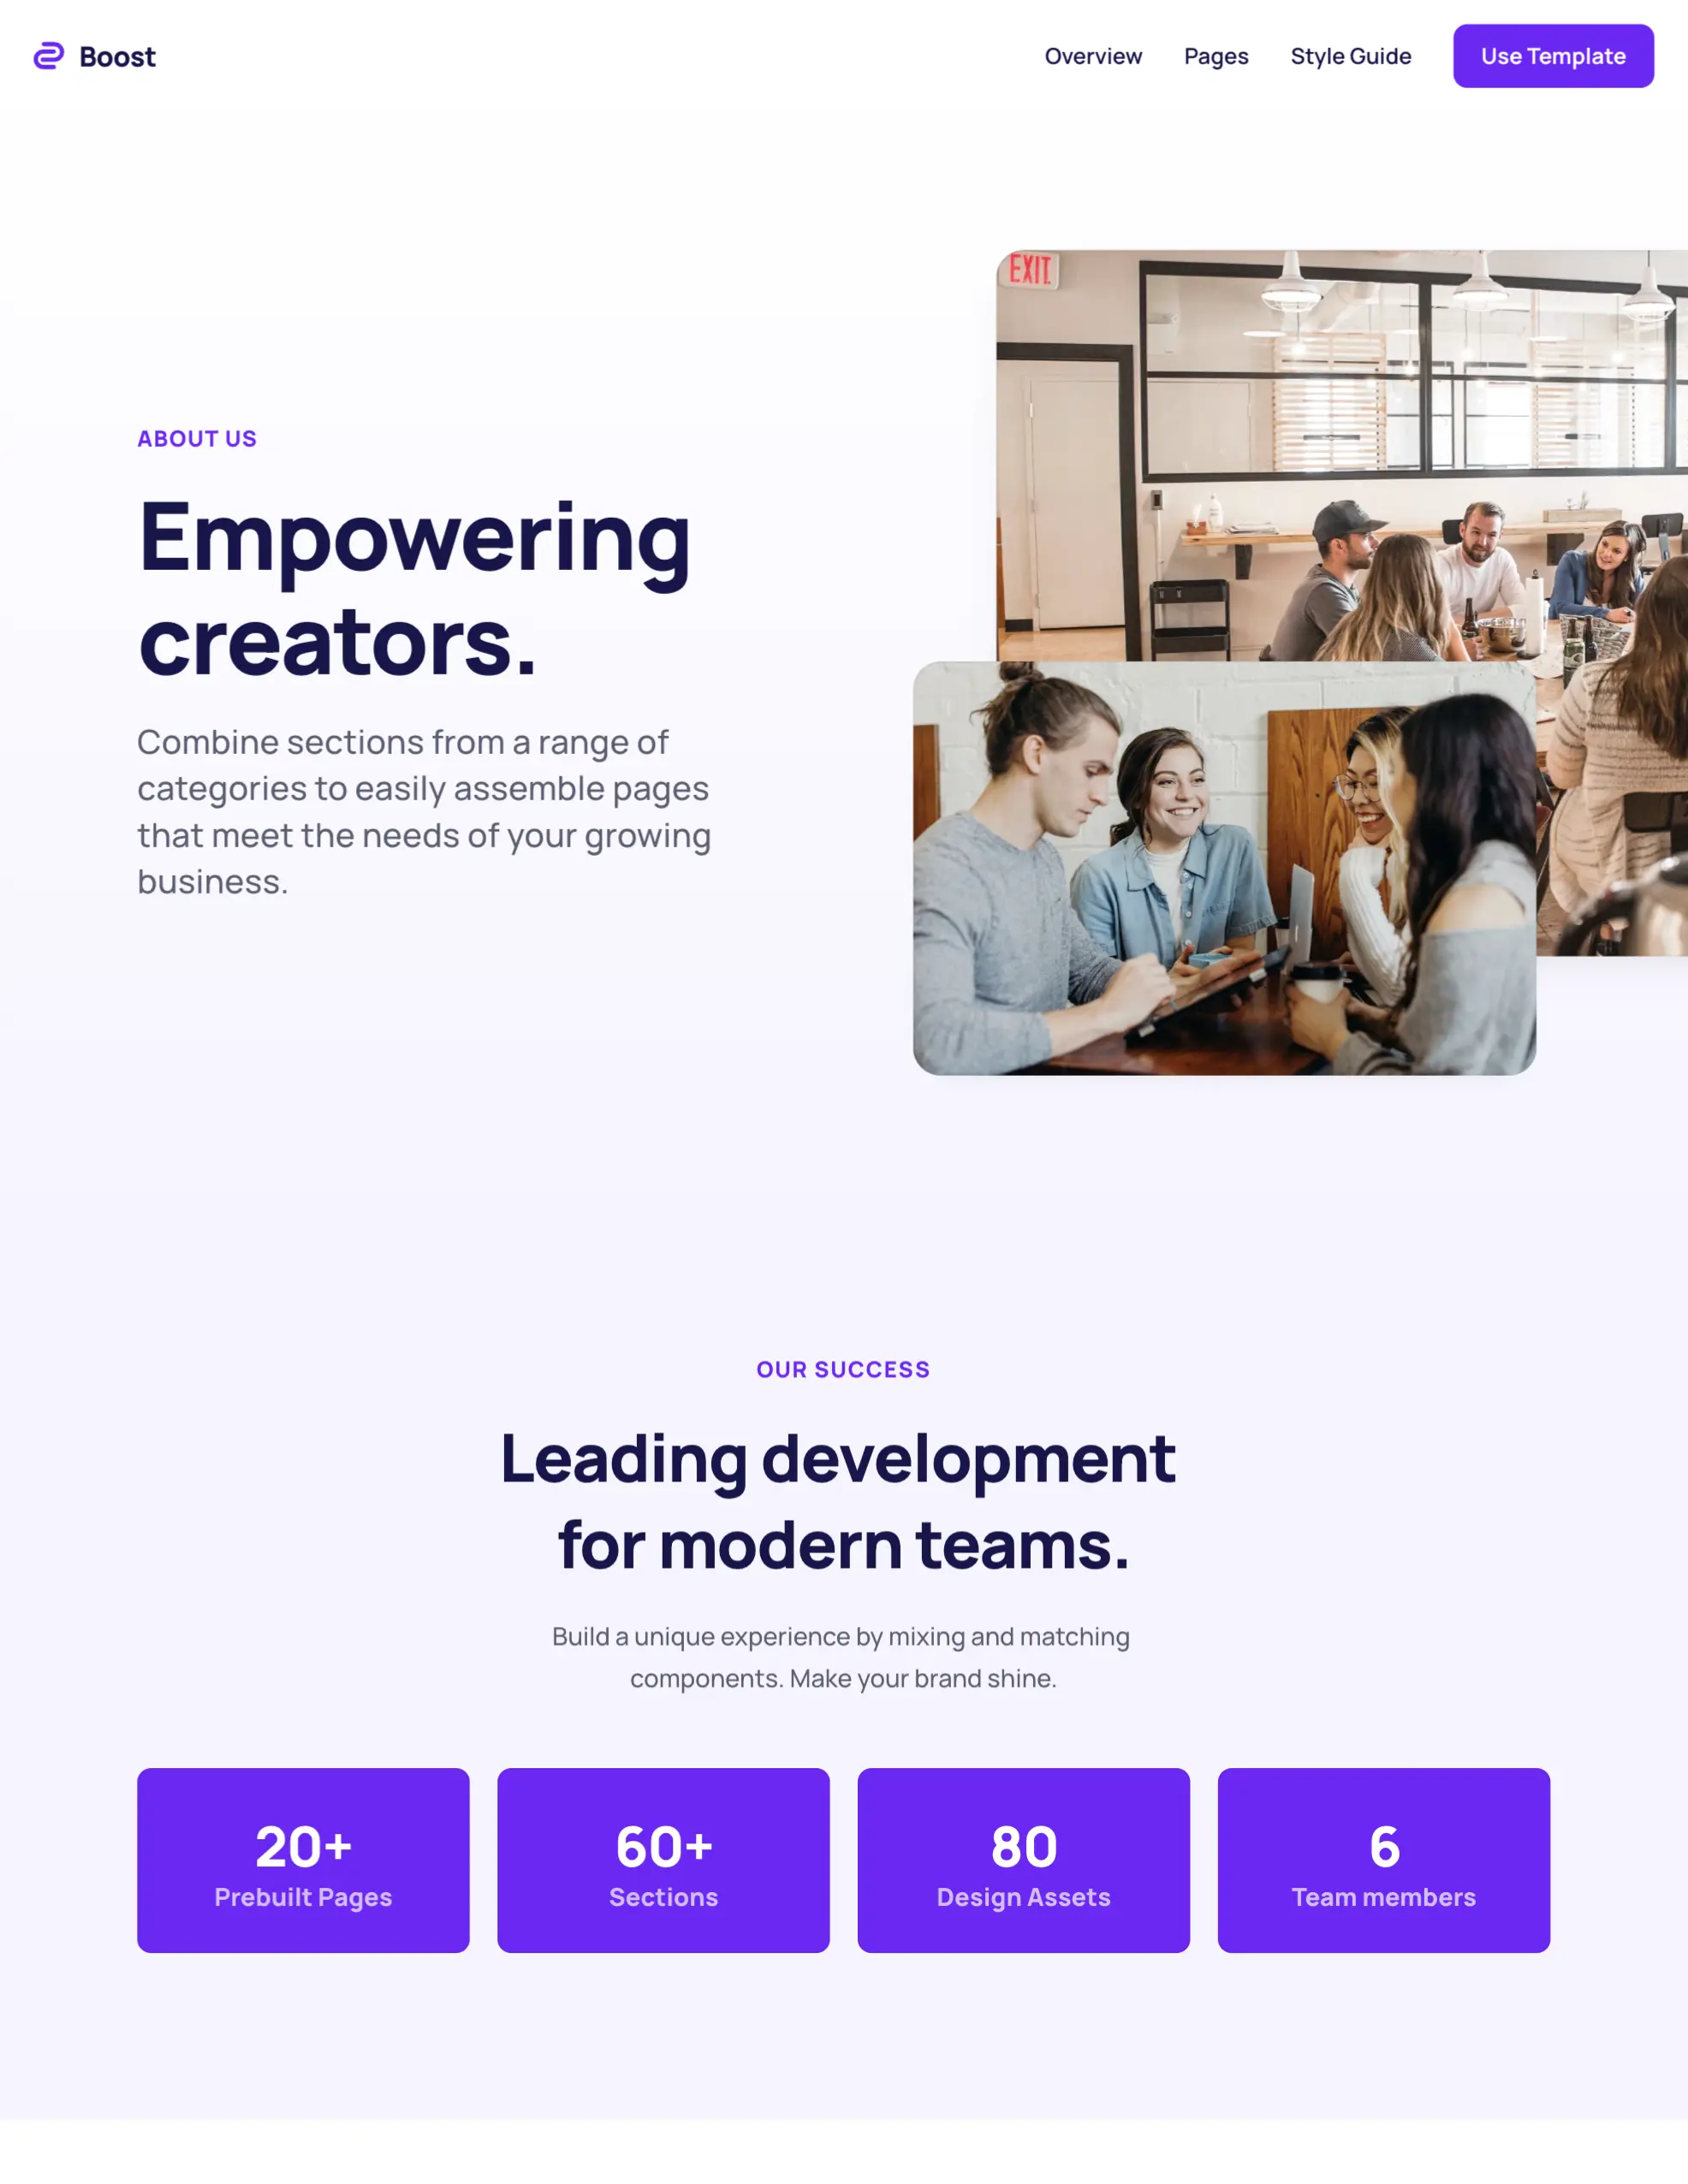 Boost
Overview
Pages
Style Guide
Use Template
EXIT
ABOUT US
Empowering
creators.
Combine sections from a range of
categories to easily assemble pages
that meet the needs of your growing
business.
OUR SUCCESS
Leading development
for modern teams.
Build a unique experience by mixing and matching
components. Make your brand shine.
20+
Prebuilt Pages
60+
Sections
80
Design Assets
6
Team members